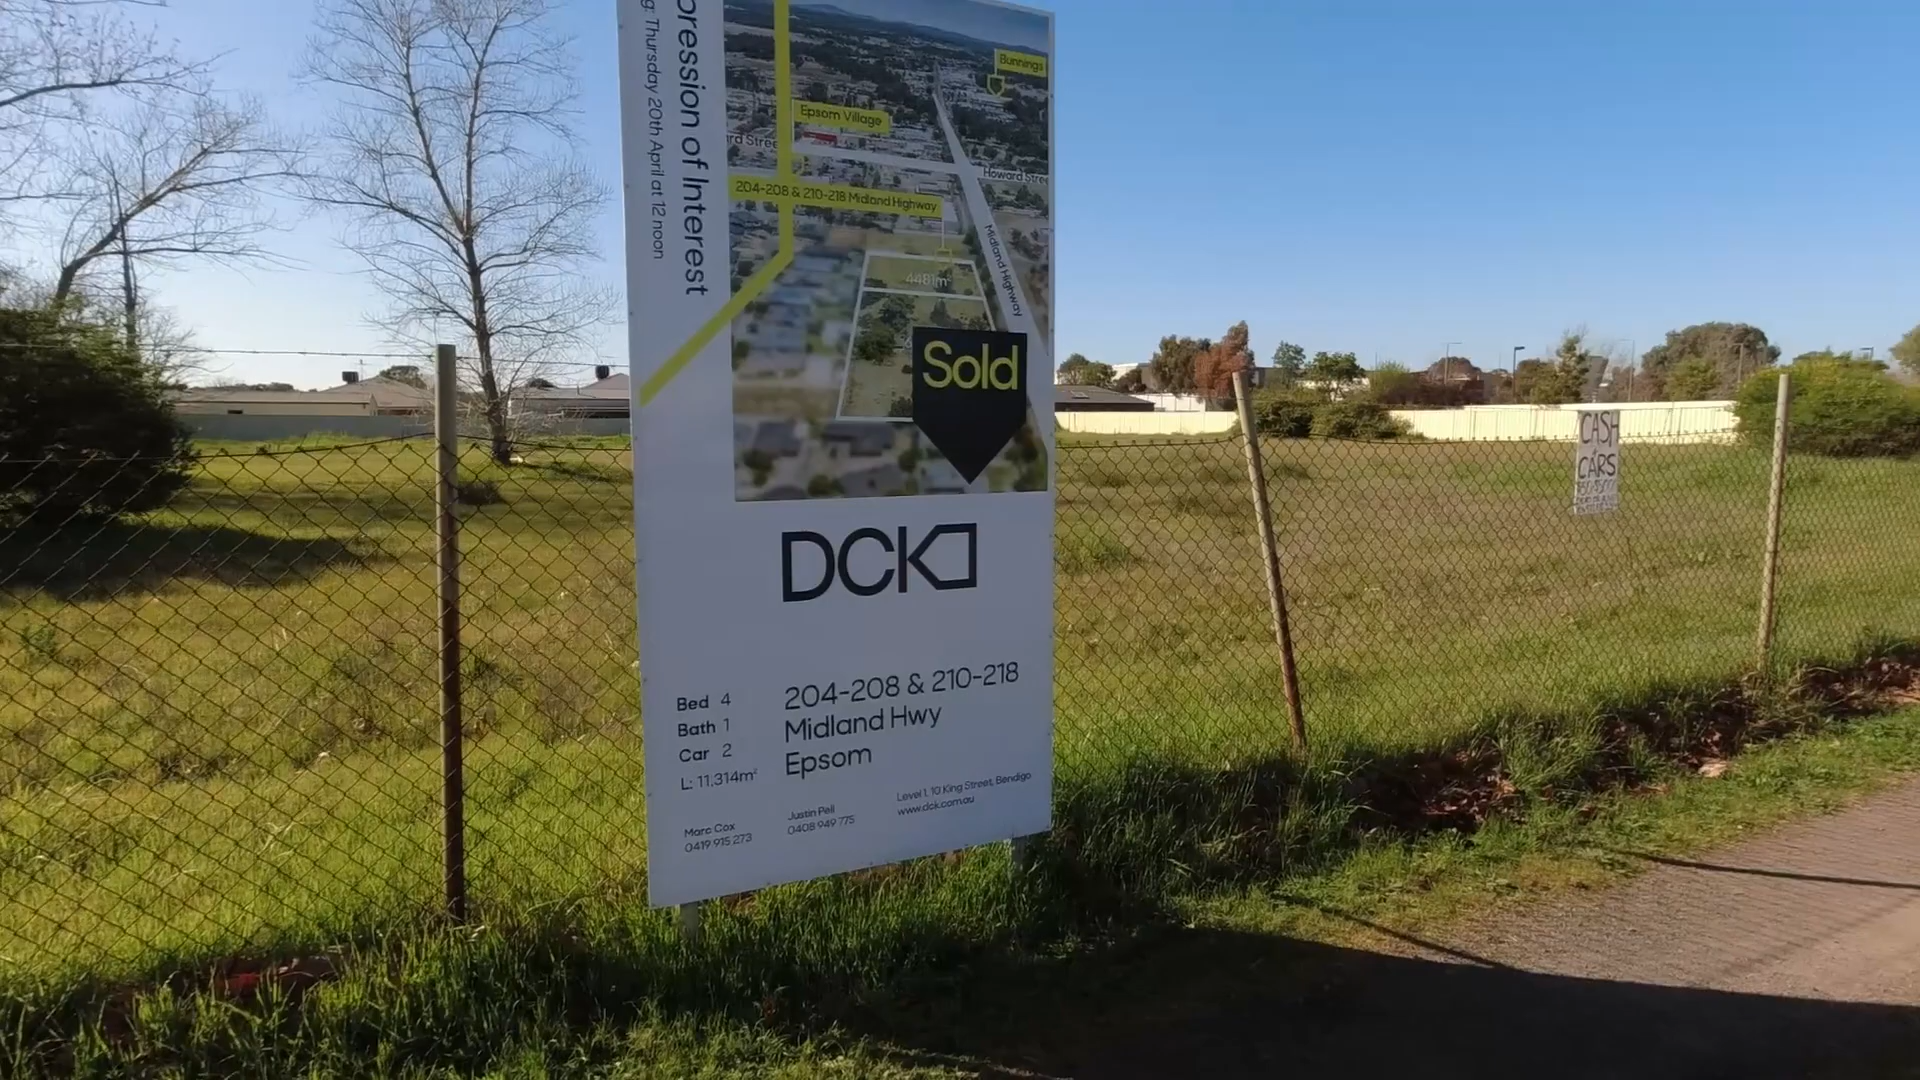 pression of Interest
g: Thursday 20th April at 12 noon
Bunnings
Epsom Village
rd Stree
Howard Stree
204-208 & 210-218 Midland Highway
Midland Highway
4481m²
Sold
DCK
Bed 4
Bath 1
Car 2
L: 11,314m²
204-208 & 210-218
Midland Hwy
Epsom
Marc Cox
0419 915 273
Justin Pell
0408 949 775
Level 1, 10 King Street, Bendigo
www.dck.com.au
CASH
CARS